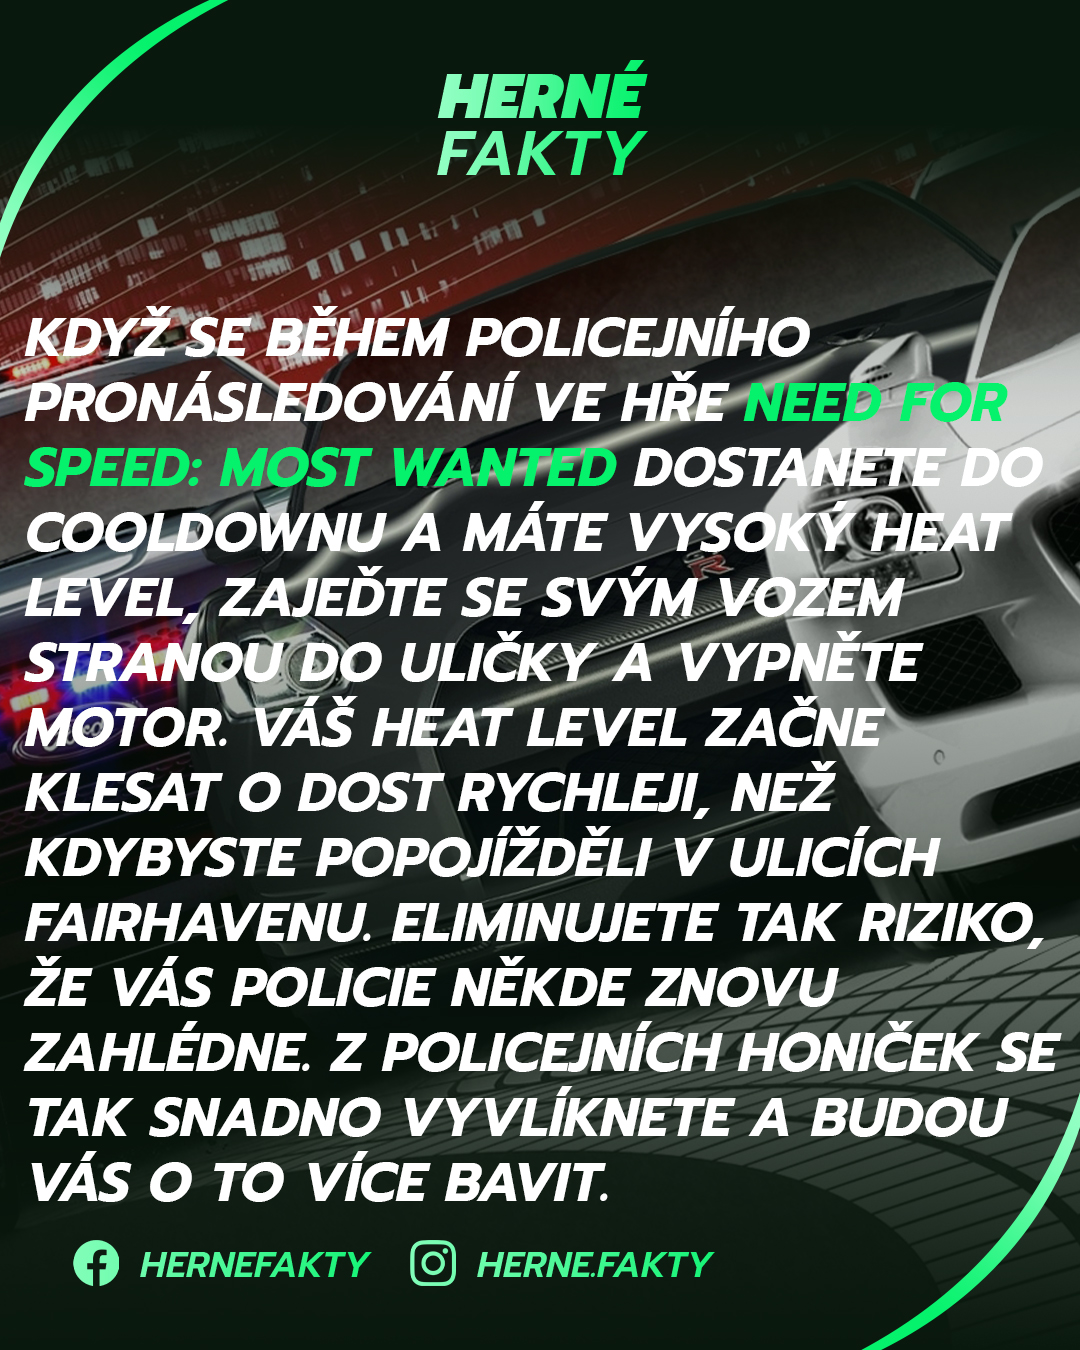 HERNÉ
FAKTY
KDYŽ SE BĚHEM POLICEJNÍHO
PRONÁSLEDOVÁNÍ VE HŘE NEED FOR
SPEED: MOST WANTED DOSTANETE DO
COOLDOWNU A MÁTE VYSOKÝ HEAT
LEVEL, ZAJEĎTE SE SVÝM VOZEM
STRANOU DO ULIČKY A VYPNĚTE
MOTOR. VÁŠ HEAT LEVEL ZAČNE
KLESAT O DOST RYCHLEJI, NEŽ
KDYBYSTE POPOJÍŽDĚLI V ULICÍCH
FAIRHAVENU. ELIMINUJETE TAK RIZIKO,
ŽE VÁS POLICIE NĚKDE ZNOVU
ZAHLÉDNE. Z POLICEJNÍCH HONIČEK SE
TAK SNADNO VYVLÍKNETE A BUDOU
VÁS O TO VÍCE BAVIT.
HERNEFAKTY HERNE.FAKTY